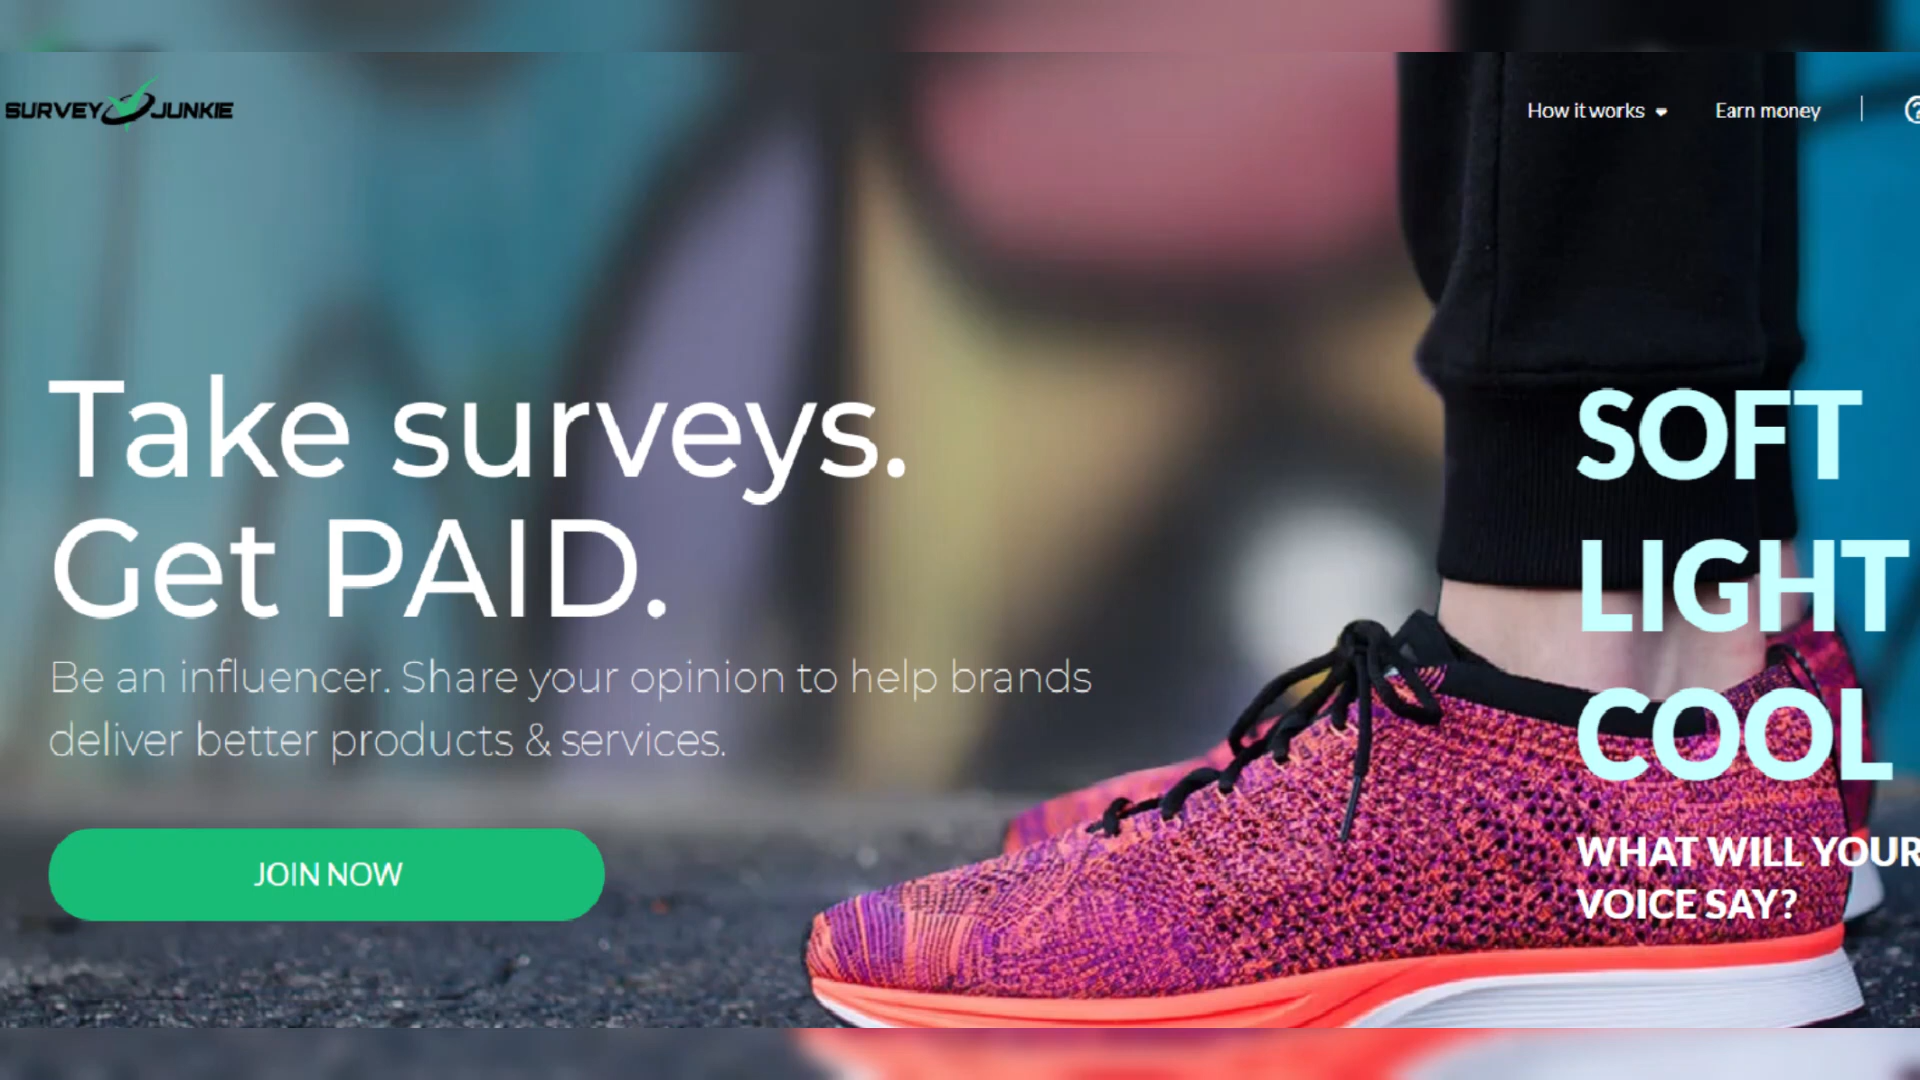 SURVEY JUNKIE
How it works
Earn money
Take surveys.
Get PAID.
Be an influencer. Share your opinion to help brands
deliver better products & services.
JOIN NOW
SOFT
LIGHT
COOL
WHAT WILL YOUR
VOICE SAY?